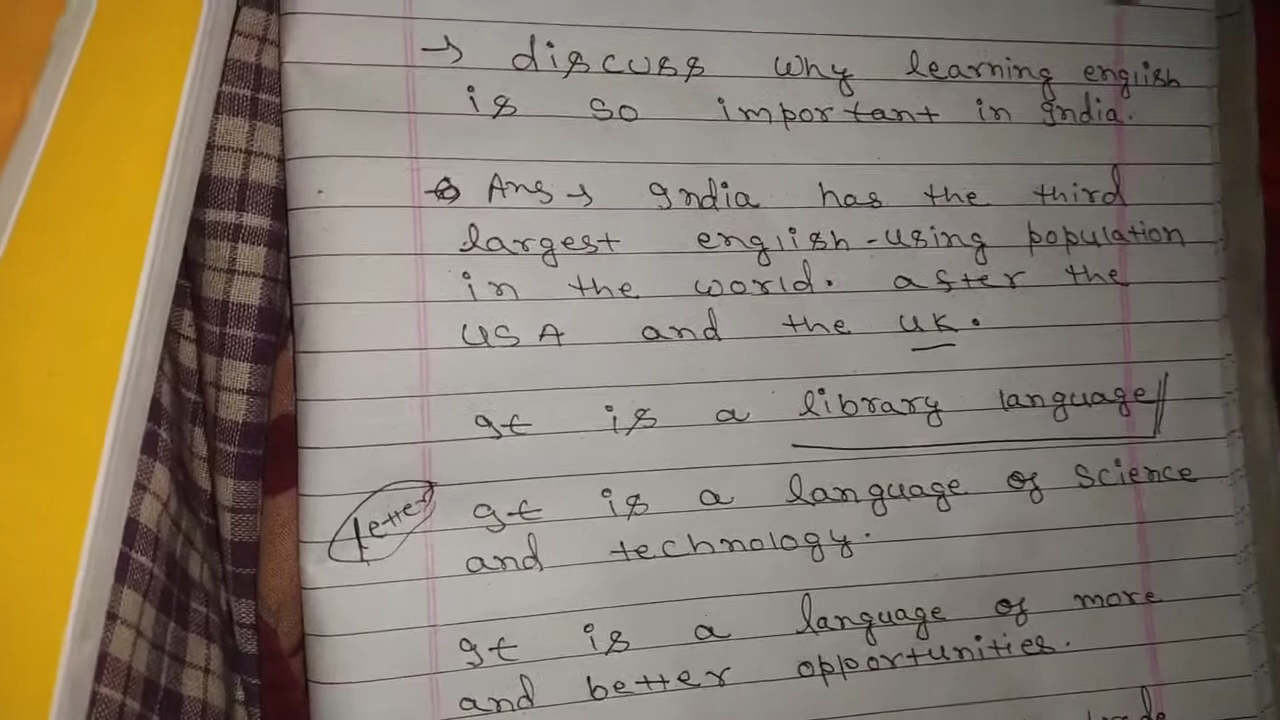 → discuss why learning english
is so important in India.
Ans → India has the third
largest english-using population
in the world. after the
USA and the UK.
It is a library language
letter
It is a language of science
and technology.
It is a language of more
and better opportunities.